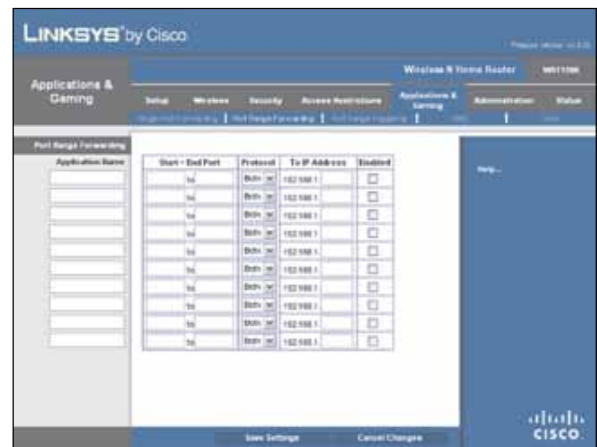 LINKSYS by Cisco
Applications & Gaming
Wireless N Home Router
Setup Wireless Security Access Restrictions Applications & Gaming Administration Status
Port Range Forwarding
Port Range Forwarding
Application Name
Start - End Port Protocol To IP Address Enabled
to Both 192.168.1.
to Both 192.168.1.
to Both 192.168.1.
to Both 192.168.1.
to Both 192.168.1.
to Both 192.168.1.
to Both 192.168.1.
to Both 192.168.1.
to Both 192.168.1.
to Both 192.168.1.
Help...
Save Settings Cancel Changes
CISCO